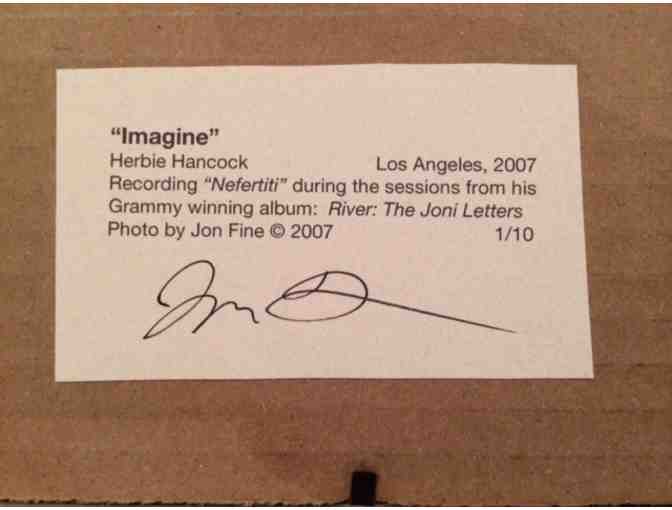 “Imagine”
Herbie Hancock Los Angeles, 2007
Recording “Nefertiti” during the sessions from his
Grammy winning album: River: The Joni Letters
Photo by Jon Fine © 2007 1/10